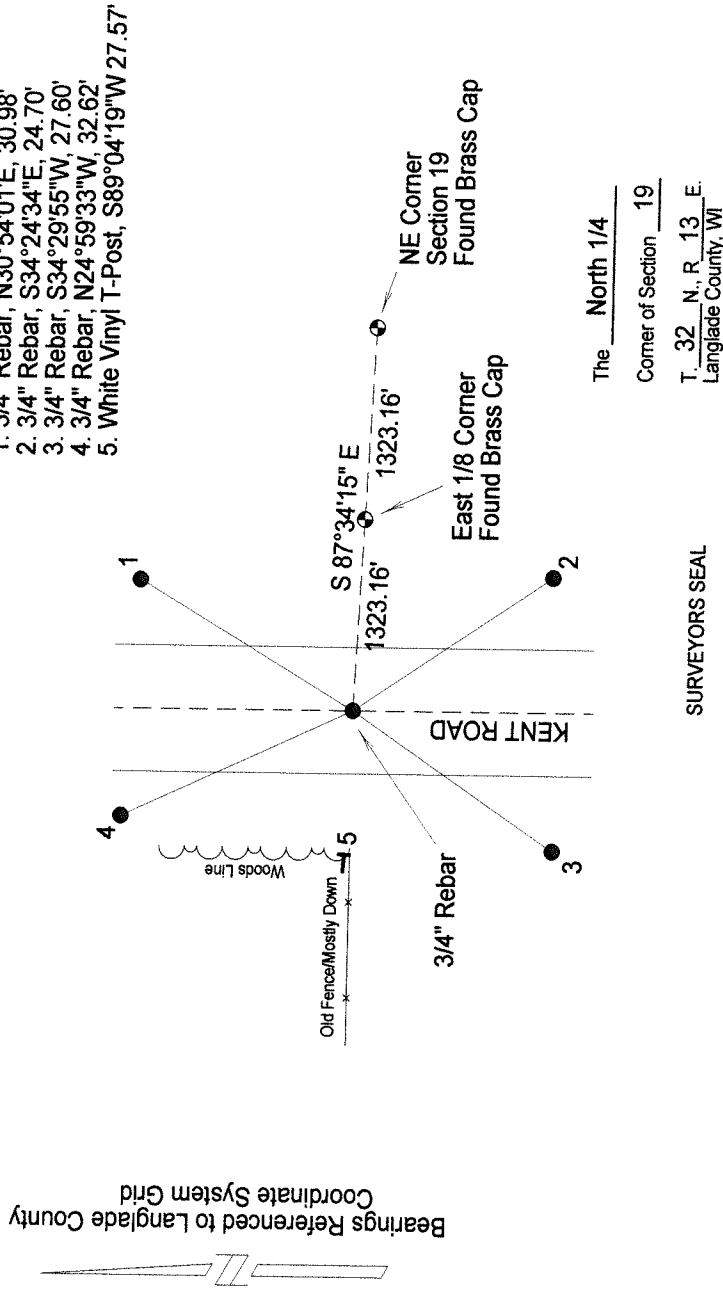 1. 3/4" Rebar, N30°54'01"E, 30.98'
2. 3/4" Rebar, S34°24'34"E, 24.70'
3. 3/4" Rebar, S34°29'55"W, 27.60'
4. 3/4" Rebar, N24°59'33"W, 32.62'
5. White Vinyl T-Post, S89°04'19"W 27.57'
1
4
Woods Line
5
Old Fence/Mostly Down
S 87°34'15" E
1323.16'
1323.16'
NE Corner
Section 19
Found Brass Cap
East 1/8 Corner
Found Brass Cap
KENT ROAD
3/4" Rebar
2
3
Bearings Referenced to Langlade County
Coordinate System Grid
The North 1/4
Corner of Section 19
T. 32 N., R 13 E.
Langlade County, WI
SURVEYORS SEAL